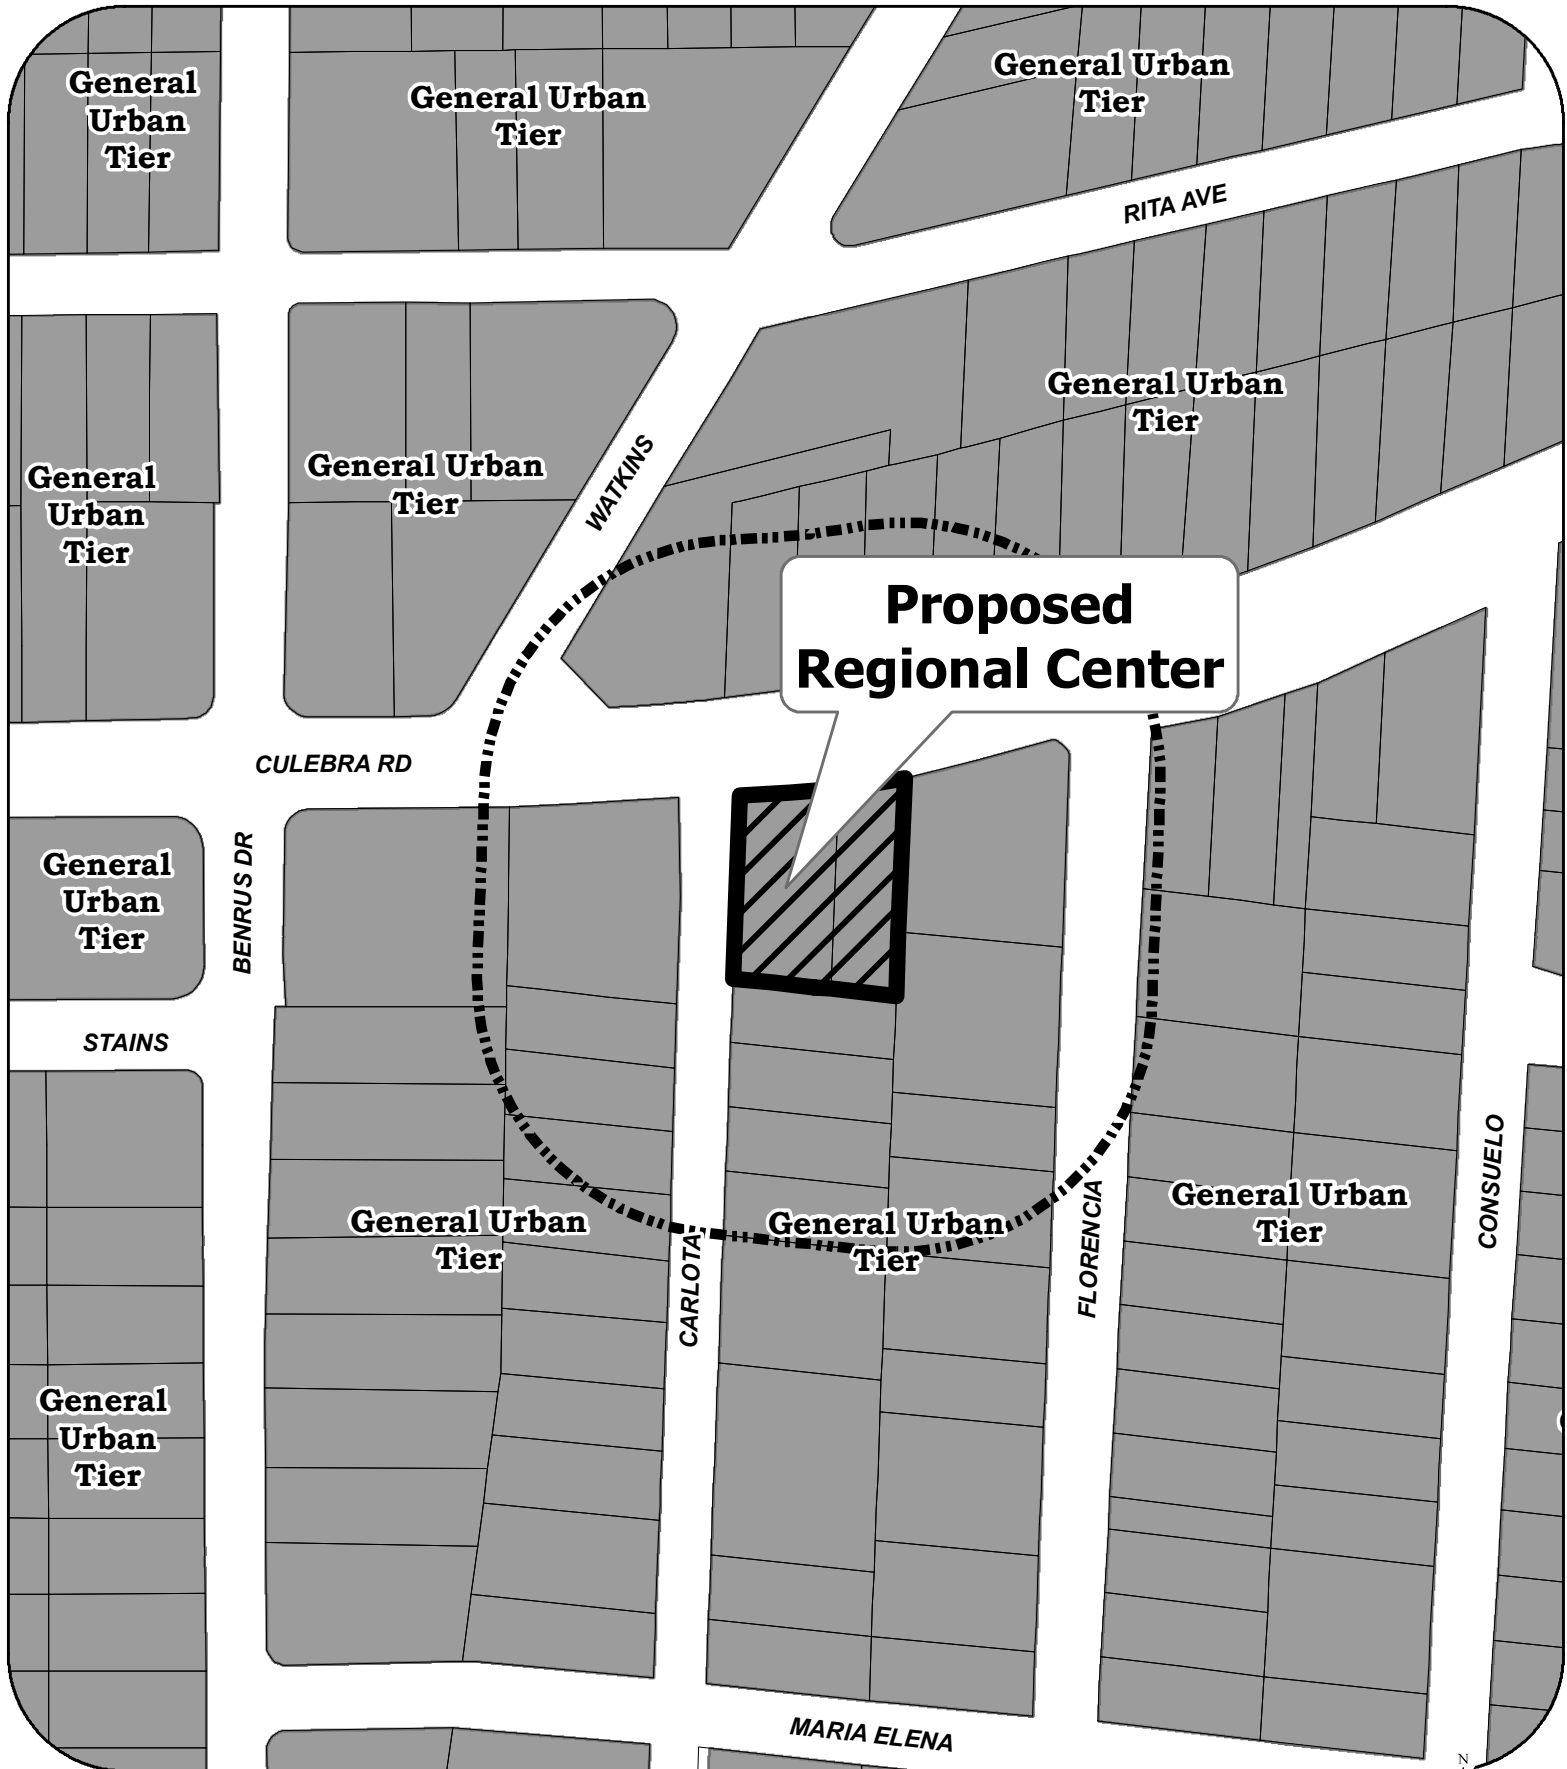 General
Urban
Tier
General Urban
Tier
General Urban
Tier
RITA AVE
General Urban
Tier
General
Urban
Tier
General Urban
Tier
WATKINS
Proposed
Regional Center
CULEBRA RD
General
Urban
Tier
BENRUS DR
STAINS
General Urban
Tier
General Urban
Tier
General Urban
Tier
CARLOTA
FLORENCIA
CONSUELO
General
Urban
Tier
MARIA ELENA
N